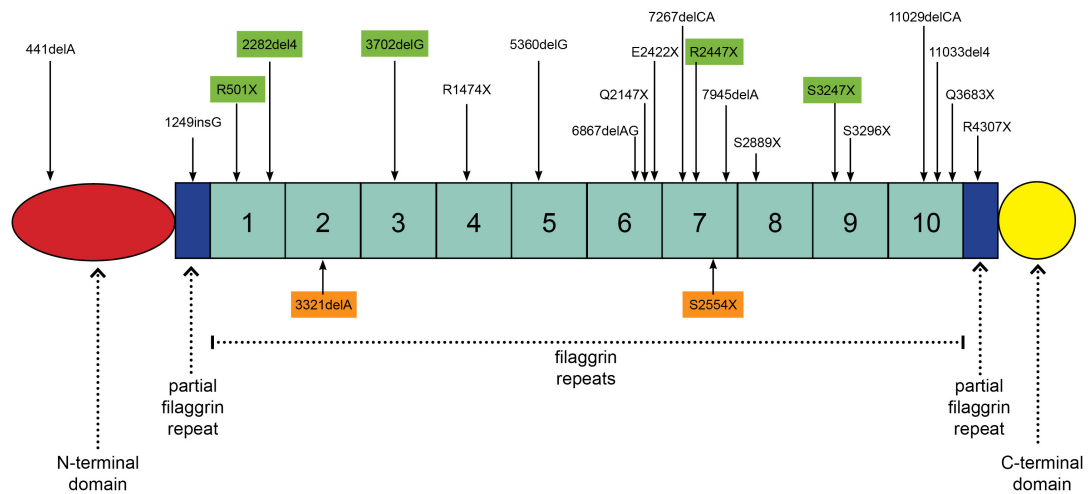 7267delCA
11029delCA
441delA
2282del4
3702delG
5360delG
E2422X
R2447X
11033del4
R501X
R1474X
Q2147X
7945delA
S3247X
Q3683X
1249insG
6867delAG
S2889X
S3296X
R4307X
1
2
3
4
5
6
7
8
9
10
3321delA
S2554X
filaggrin
repeats
partial
filaggrin
repeat
partial
filaggrin
repeat
N-terminal
domain
C-terminal
domain